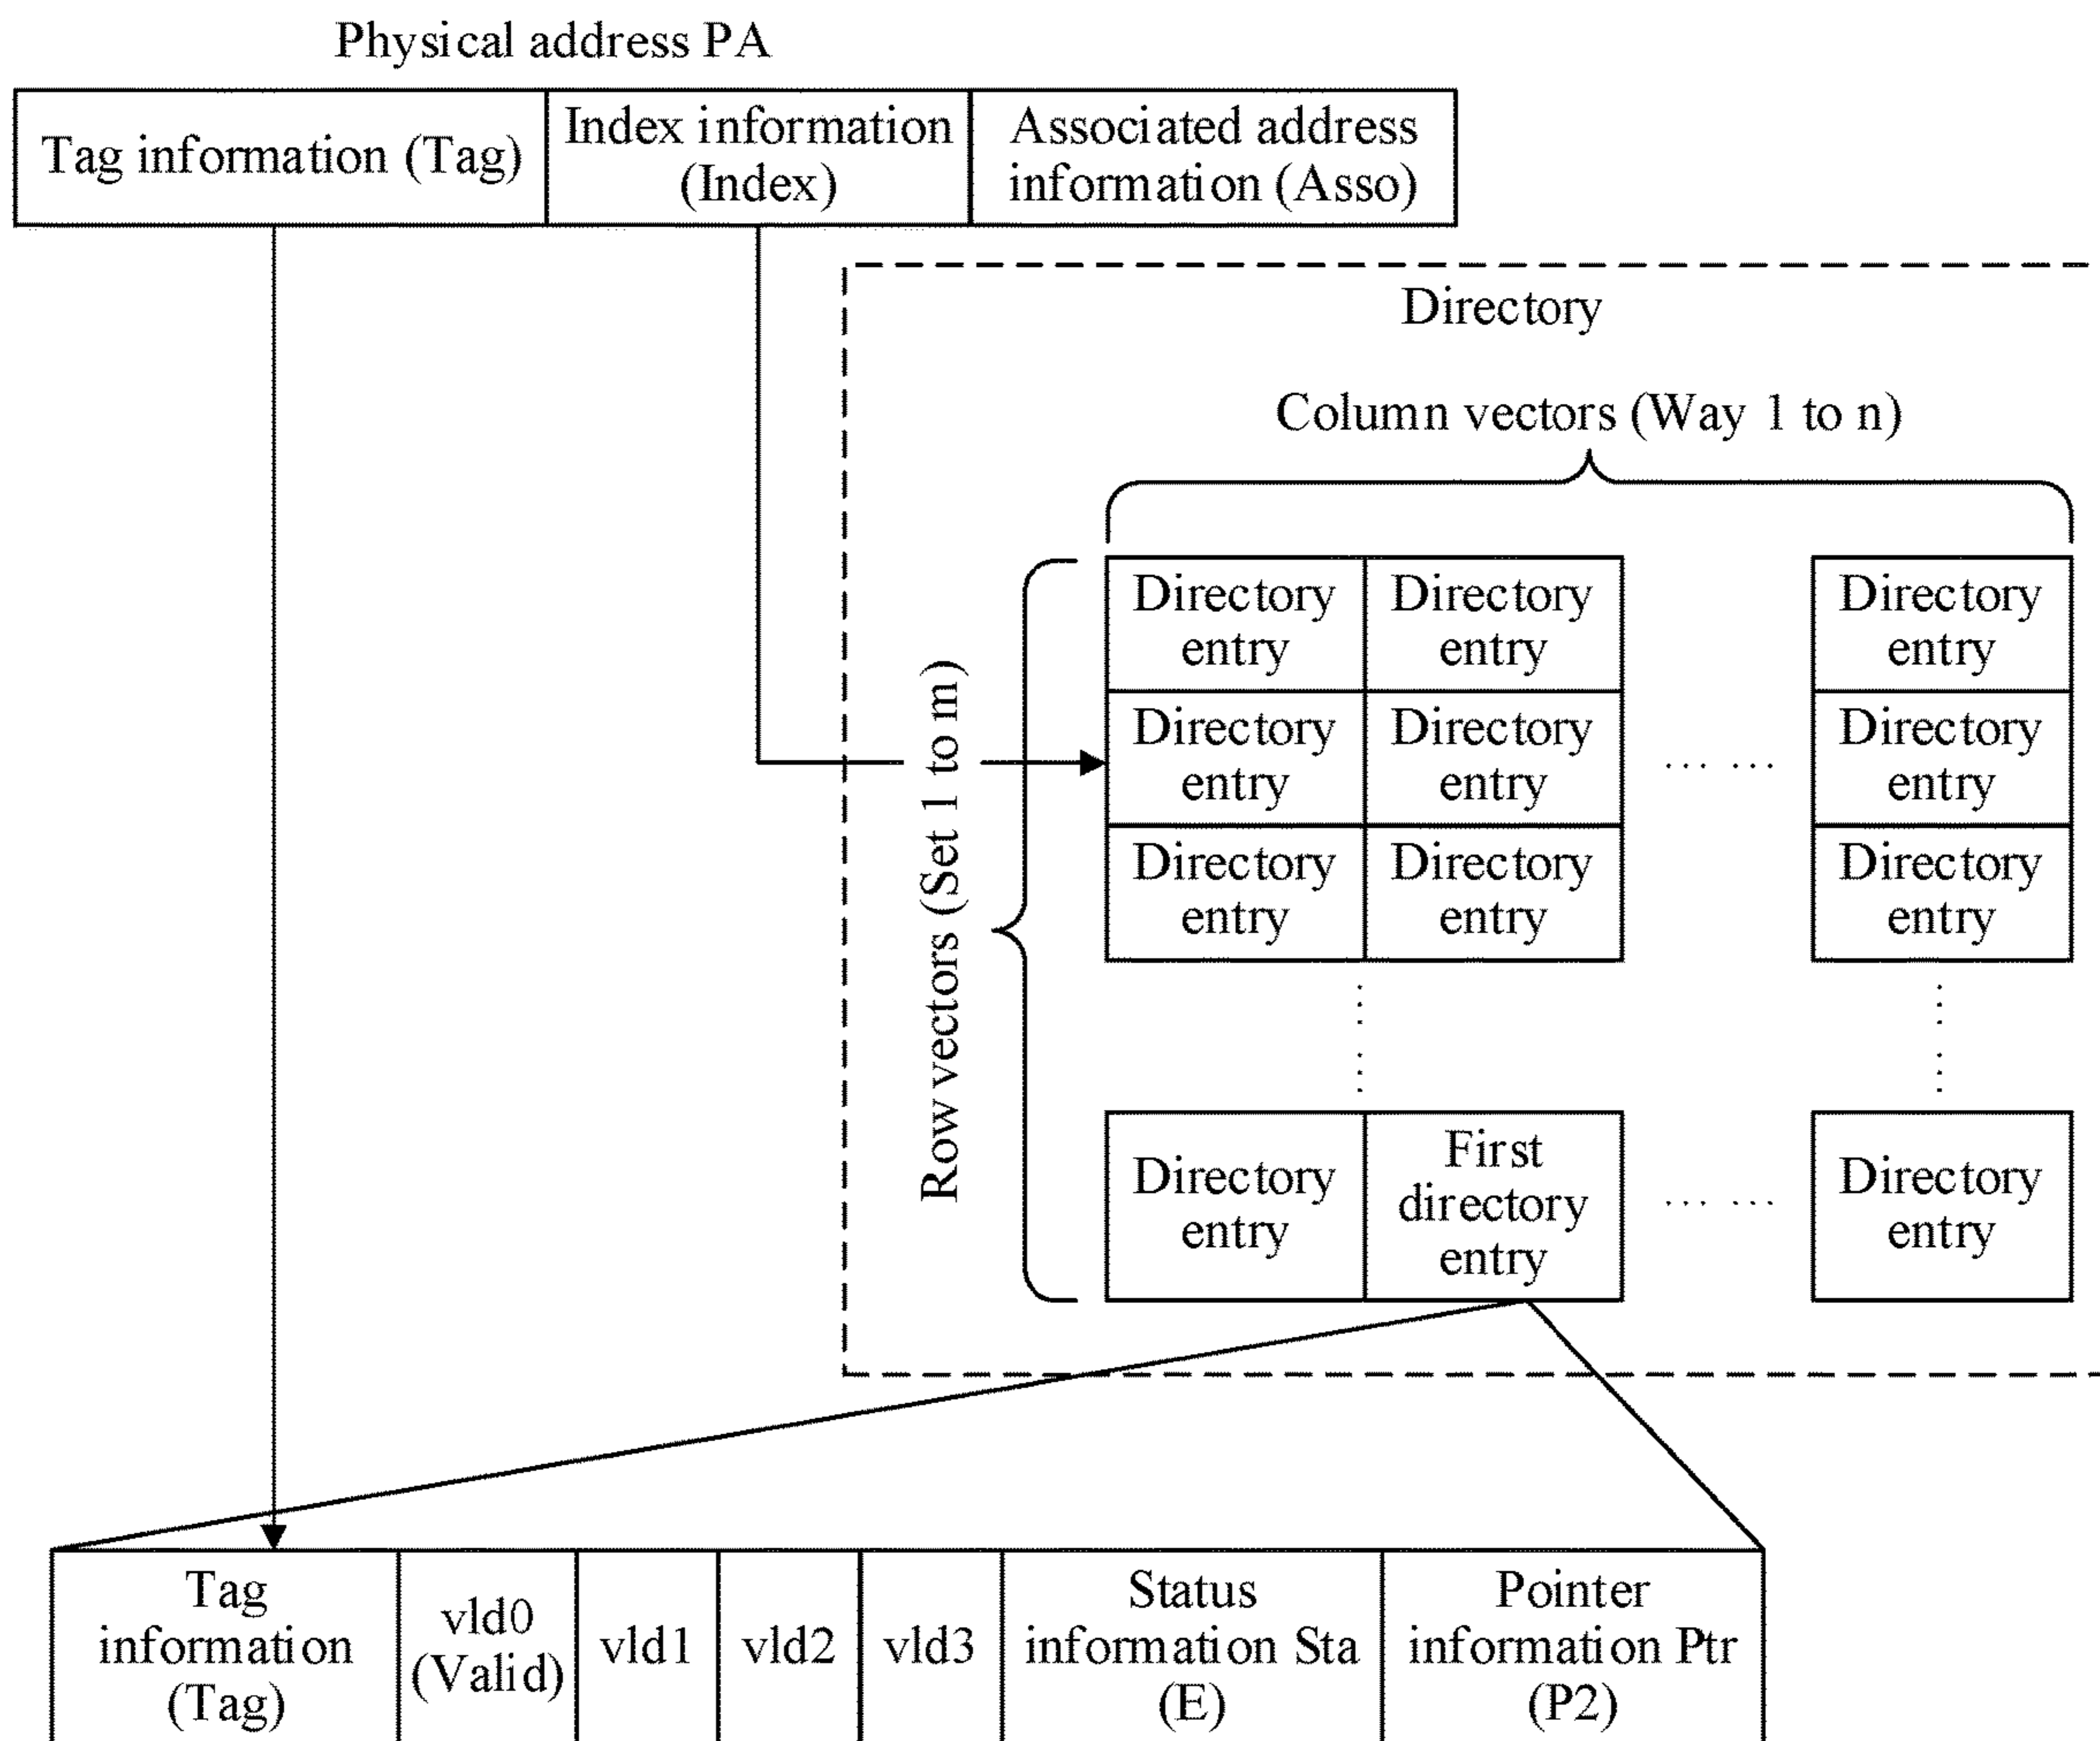 Physical address PA
Tag information (Tag)
Index information
(Index)
Associated address
information (Asso)
Directory
Column vectors (Way 1 to n)
Row vectors (Set 1 to m)
Directory
entry
Directory
entry
Directory
entry
Directory
entry
Directory
entry
... ...
Directory
entry
Directory
entry
Directory
entry
Directory
entry
Directory
entry
First
directory
entry
... ...
Directory
entry
Tag
information
(Tag)
vld0
(Valid)
vld1
vld2
vld3
Status
information Sta
(E)
Pointer
information Ptr
(P2)